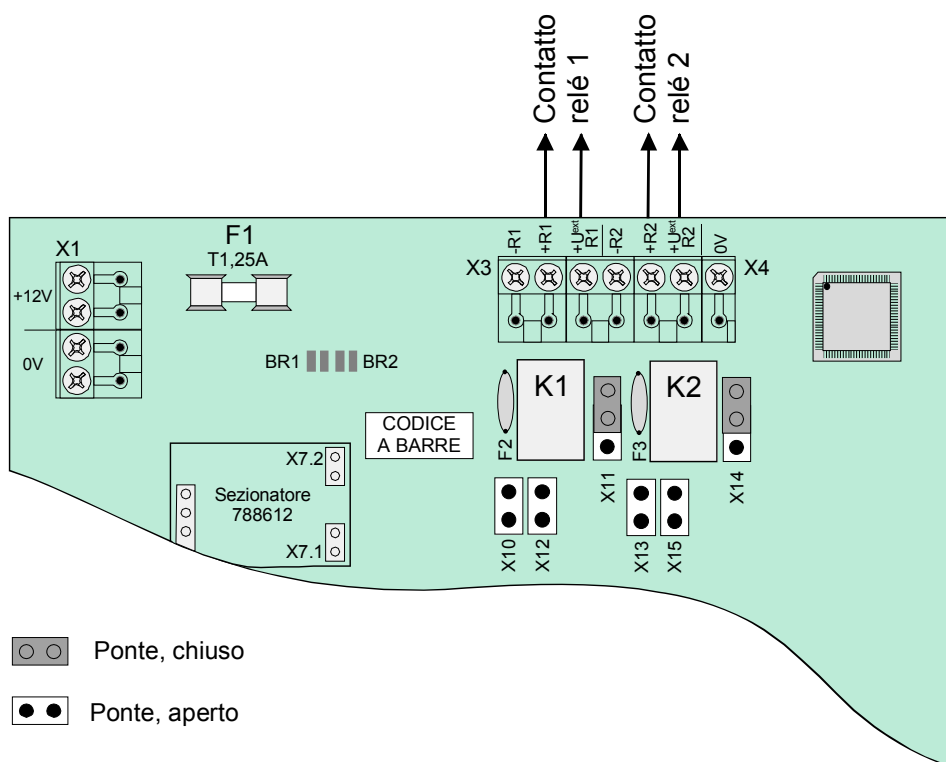 Contatto
relé 1
Contatto
relé 2
X1
+12V
0V
F1
T1,25A
X3
-R1
+R1
+Uext
R1
-R2
+R2
+Uext
R2
0V
X4
BR1
BR2
CODICE
A BARRE
F2
K1
X11
F3
K2
X14
X7.2
Sezionatore
788612
X7.1
X10
X12
X13
X15
Ponte, chiuso
Ponte, aperto